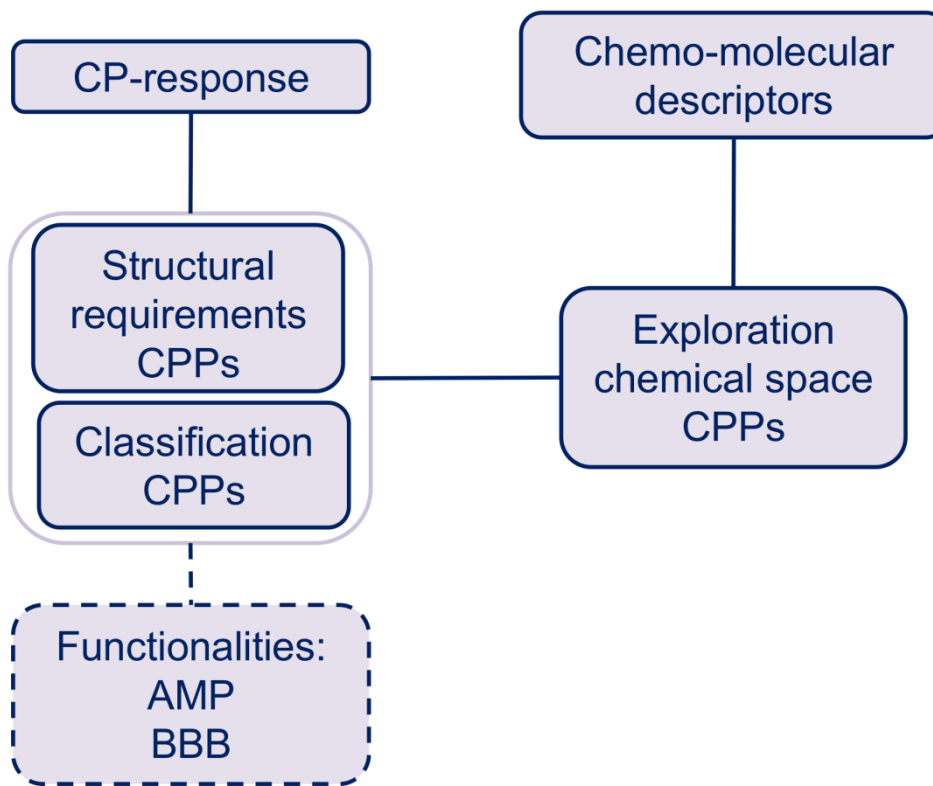 CP-response
Chemo-molecular
descriptors
Structural
requirements
CPPs
Classification
CPPs
Exploration
chemical space
CPPs
Functionalities:
AMP
BBB